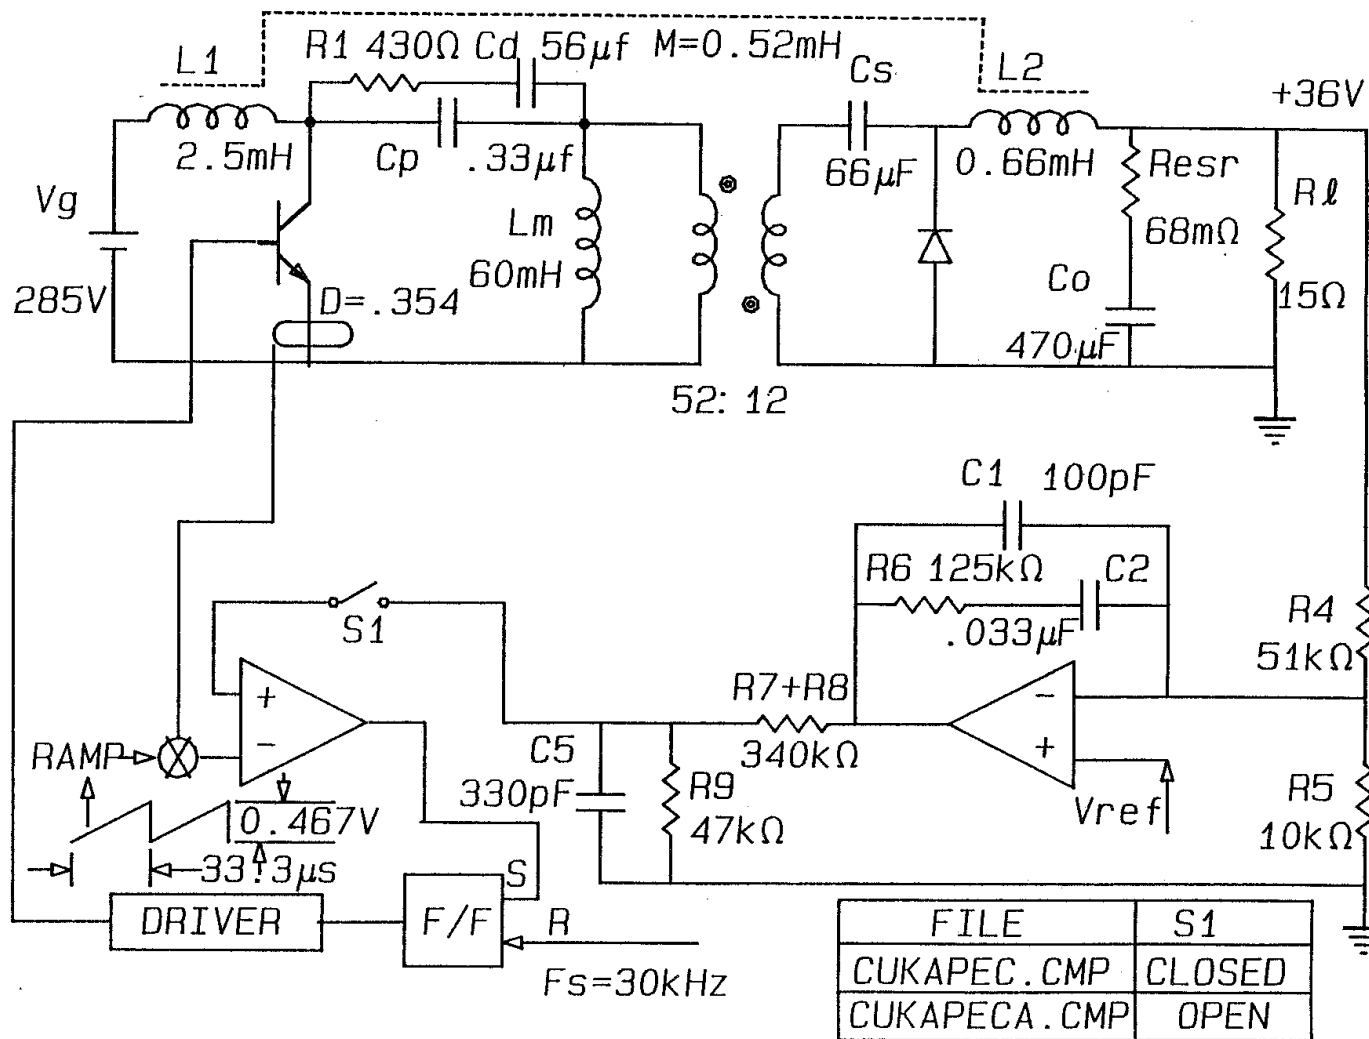 L1
R1 430Ω Cd .56µf M=0.52mH
Cs
L2
+36V
2.5mH
Cp .33µf
66µF
0.66mH
Resr
Rℓ
Vg
Lm
68mΩ
60mH
Co
285V
D=.354
15Ω
470µF
52:12
C1 100pF
R6 125kΩ C2
S1
.033µF
R4
51kΩ
+
-
R7+R8
-
+
RAMP
C5
340kΩ
330pF
R9
Vref
R5
0.467V
47kΩ
10kΩ
33.3µs
S
DRIVER
F/F
R
Fs=30kHz
FILE S1
CUKAPEC.CMP CLOSED
CUKAPECA.CMP OPEN